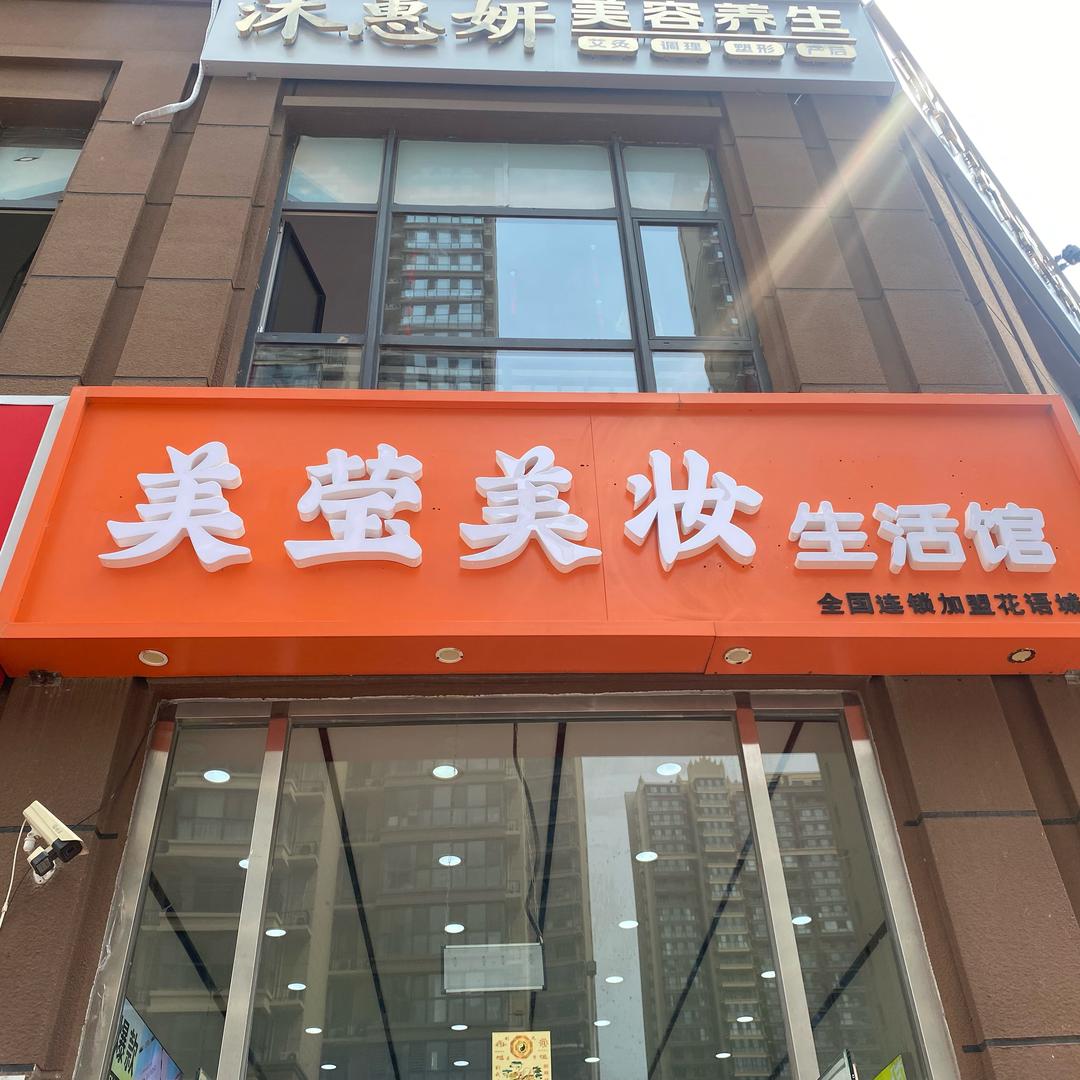 沐惠妍 美容养生
艾灸 调理 塑形 产后
美莹美妆 生活馆
全国连锁加盟花语城